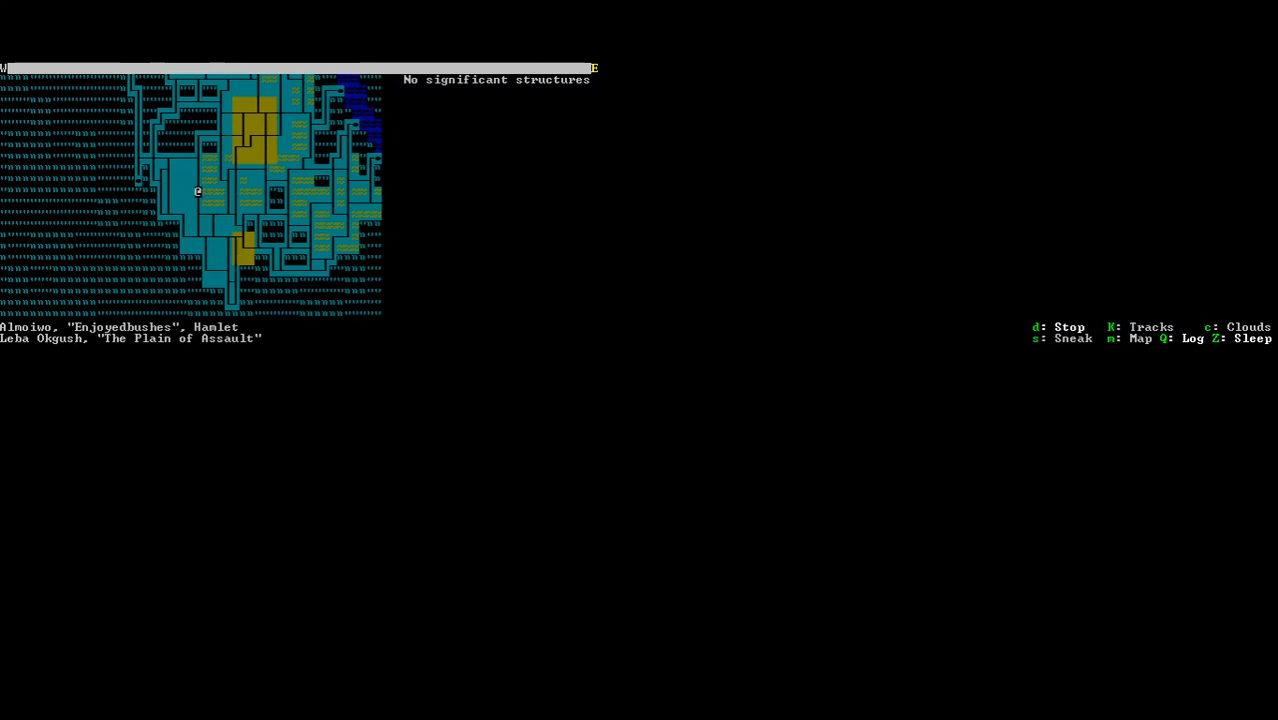 W E
No significant structures
Almoiwo, "Enjoyedbushes", Hamlet
Leba Okgush, "The Plain of Assault"
d: Stop K: Tracks c: Clouds
s: Sneak m: Map Q: Log Z: Sleep